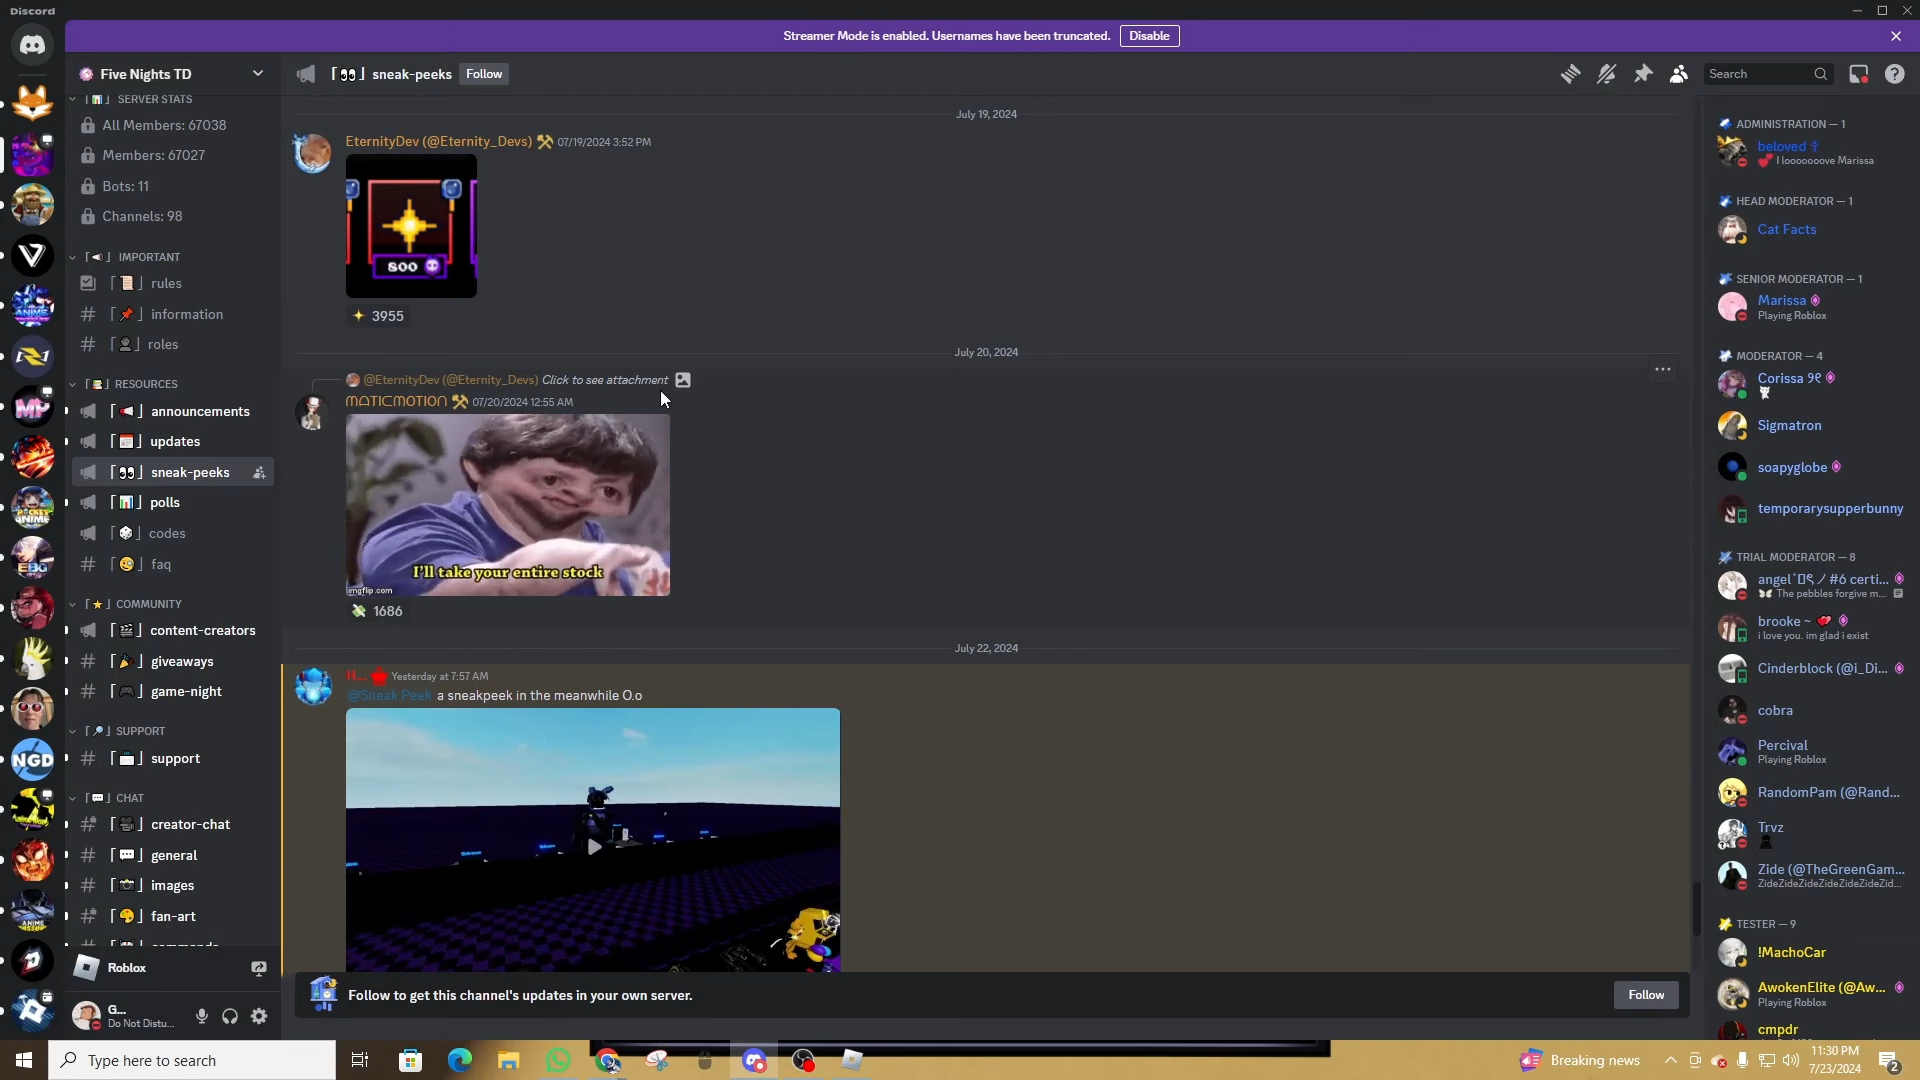 Discord
Streamer Mode is enabled. Usernames have been truncated.
Disable
Five Nights TD
SERVER STATS
All Members: 67038
Members: 67027
Bots: 11
Channels: 98
IMPORTANT
rules
information
roles
RESOURCES
announcements
updates
sneak-peeks
polls
codes
faq
COMMUNITY
content-creators
giveaways
game-night
SUPPORT
support
CHAT
creator-chat
general
images
fan-art
Roblox
G...
Do Not Distu...
sneak-peeks
Follow
Search
July 19, 2024
EternityDev (@Eternity_Devs) 07/19/2024 3:52 PM
800
3955
July 20, 2024
@EternityDev (@Eternity_Devs) Click to see attachment
MATICMOTION 07/20/2024 12:55 AM
I'll take your entire stock
imgflip.com
1686
July 22, 2024
H... Yesterday at 7:57 AM
@Sneak Peek a sneakpeek in the meanwhile O.o
Follow to get this channel's updates in your own server.
Follow
ADMINISTRATION — 1
beloved
I looooooove Marissa
HEAD MODERATOR — 1
Cat Facts
SENIOR MODERATOR — 1
Marissa
Playing Roblox
MODERATOR — 4
Corissa
Sigmatron
soapyglobe
temporarysupperbunny
TRIAL MODERATOR — 8
#6 certi...
The pebbles forgive m...
brooke ~
i love you. im glad i exist
Cinderblock (@i_Di...
cobra
Percival
Playing Roblox
RandomPam (@Rand...
Trvz
Zide (@TheGreenGam...
ZideZideZideZideZideZideZid...
TESTER — 9
!MachoCar
AwokenElite (@Aw...
Playing Roblox
cmpdr
NGD
MP
EBG
Type here to search
Breaking news
11:30 PM
7/23/2024
2